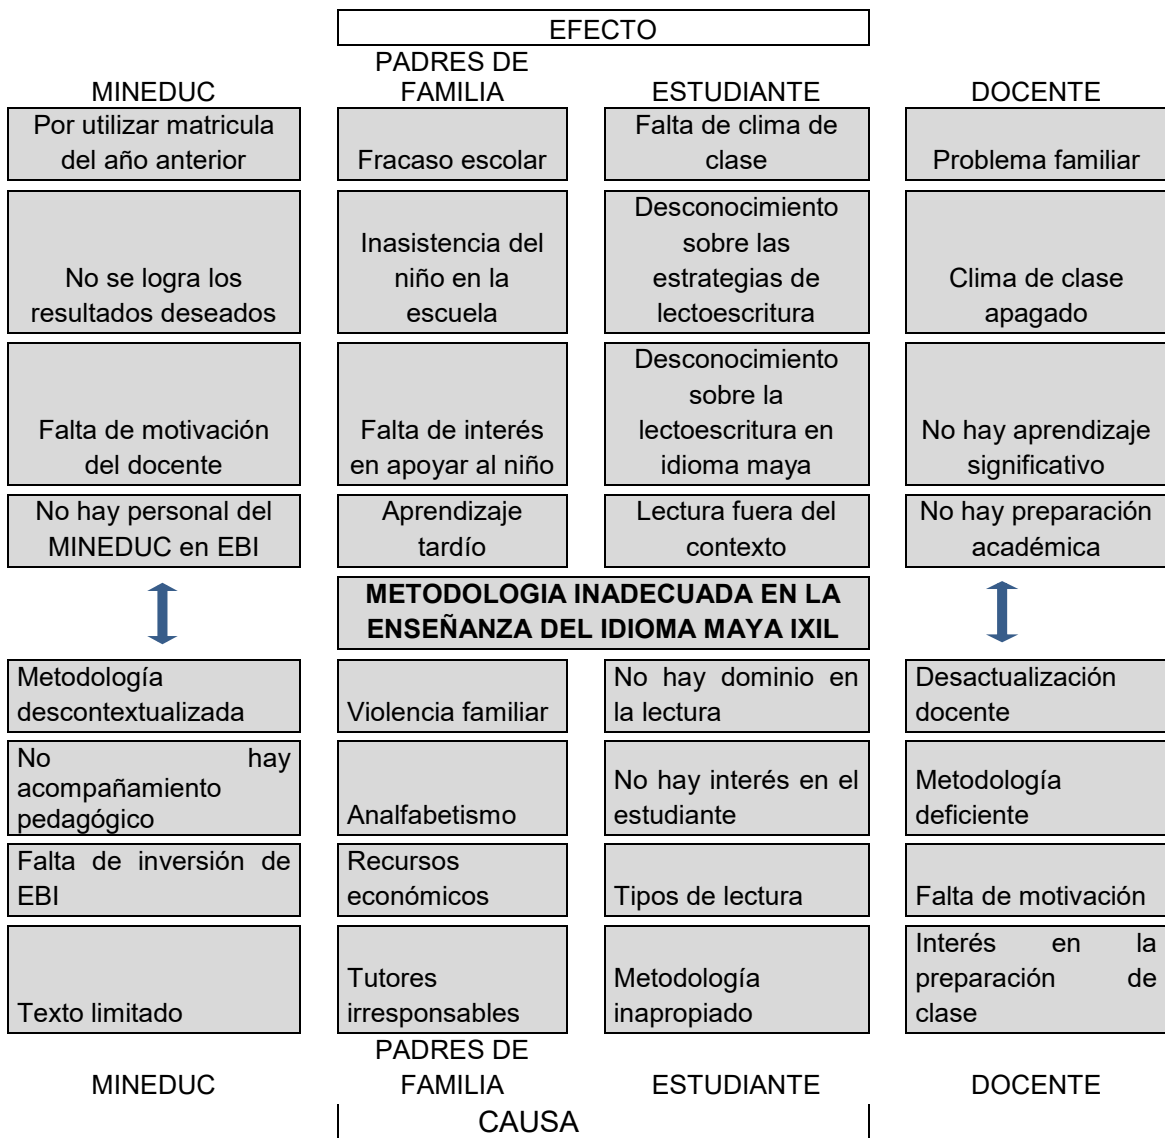 EFECTO
PADRES DE
MINEDUC FAMILIA ESTUDIANTE DOCENTE
Por utilizar matricula
del año anterior
Fracaso escolar
Falta de clima de
clase
Problema familiar
No se logra los
resultados deseados
Inasistencia del
niño en la
escuela
Desconocimiento
sobre las
estrategias de
lectoescritura
Clima de clase
apagado
Falta de motivación
del docente
Falta de interés
en apoyar al niño
Desconocimiento
sobre la
lectoescritura en
idioma maya
No hay aprendizaje
significativo
No hay personal del
MINEDUC en EBI
Aprendizaje
tardío
Lectura fuera del
contexto
No hay preparación
académica
METODOLOGIA INADECUADA EN LA
ENSEÑANZA DEL IDIOMA MAYA IXIL
Metodología
descontextualizada
Violencia familiar
No hay dominio en
la lectura
Desactualización
docente
No hay
acompañamiento
pedagógico
Analfabetismo
No hay interés en el
estudiante
Metodología
deficiente
Falta de inversión de
EBI
Recursos
económicos
Tipos de lectura
Falta de motivación
Texto limitado
Tutores
irresponsables
Metodología
inapropiado
Interés en la
preparación de
clase
PADRES DE
MINEDUC FAMILIA ESTUDIANTE DOCENTE
CAUSA